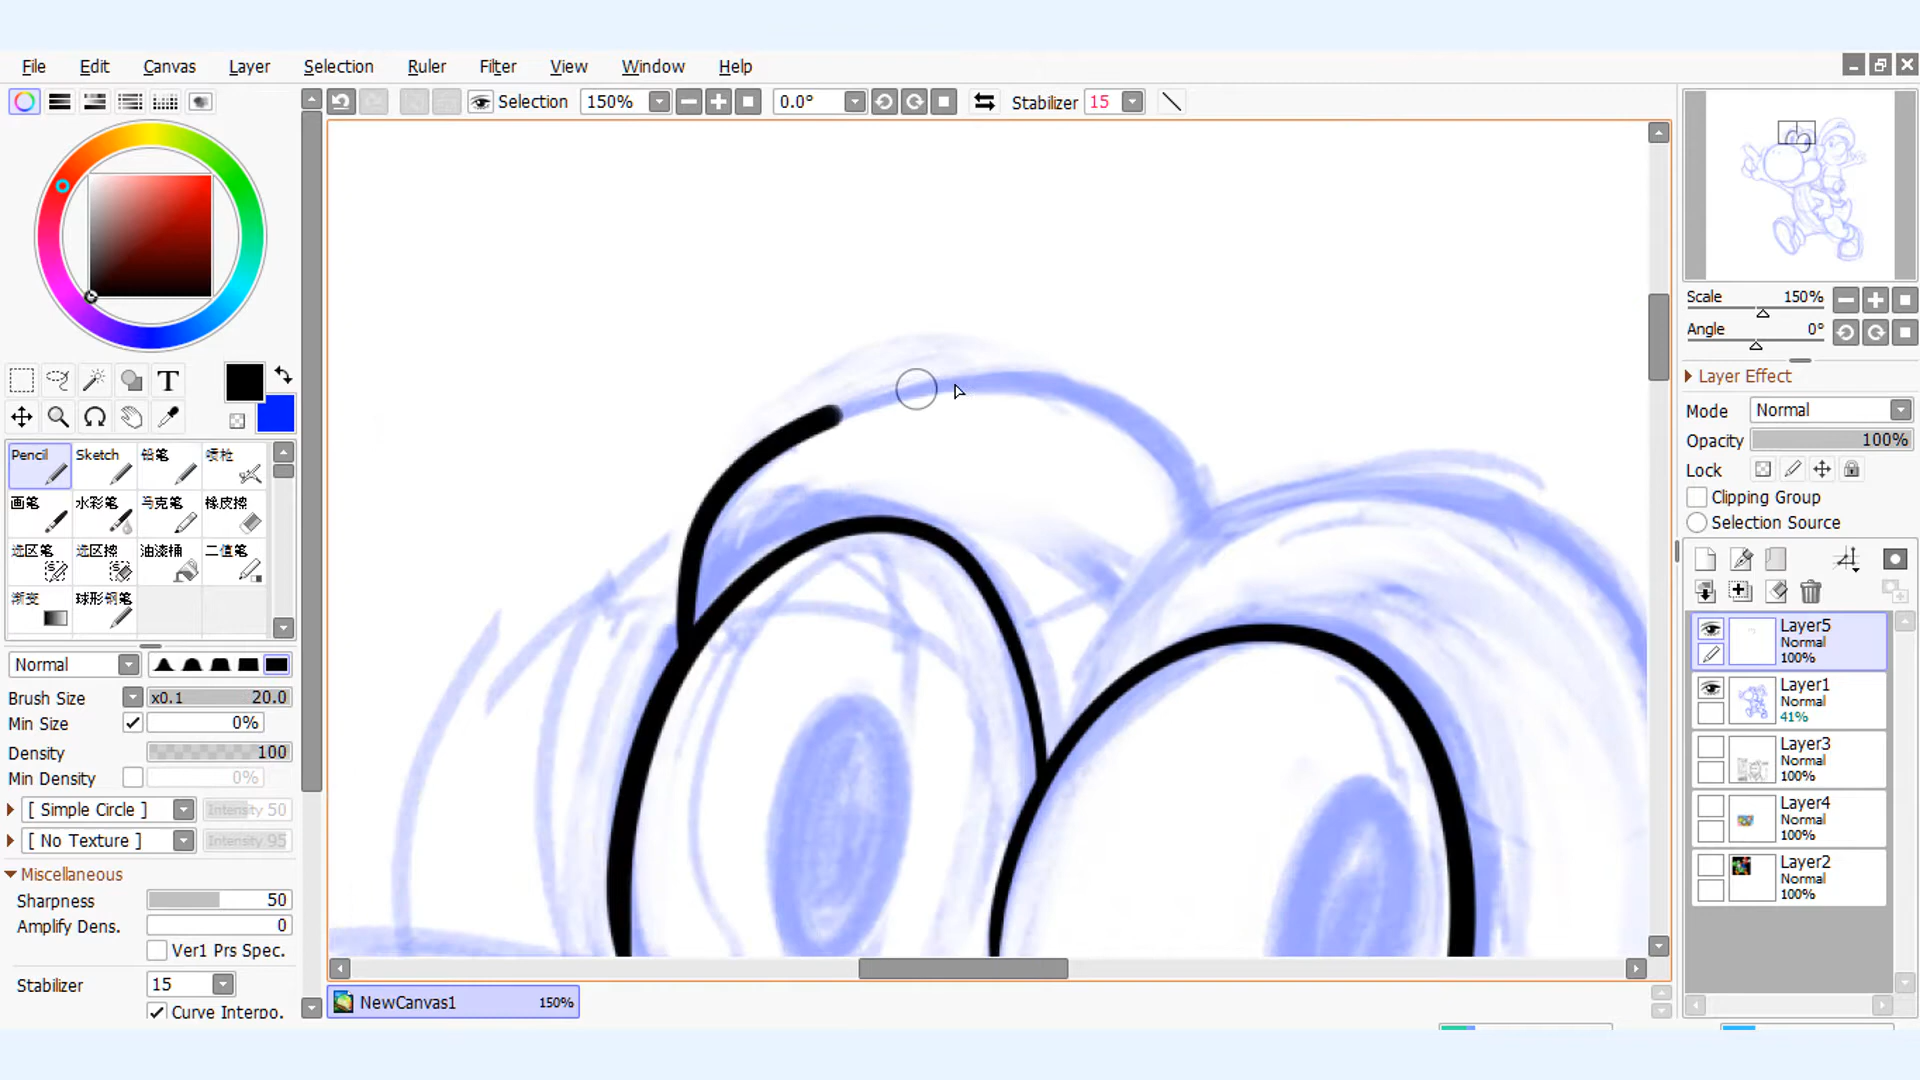 File Edit Canvas Layer Selection Ruler Filter View Window Help
Selection 150% 0.0° Stabilizer 15
Scale 150%
Angle 0°
Layer Effect
Mode Normal
Opacity 100%
Lock
Clipping Group
Selection Source
T
Pencil Sketch 铅笔 喷枪
画笔 水彩笔 马克笔 橡皮擦
选区笔 选区擦 油漆桶 二值笔
渐变 球形钢笔
Normal
Brush Size x0.1 20.0
Min Size 0%
Density 100
Min Density 0%
[ Simple Circle ] Intensity 50
[ No Texture ] Intensity 95
Miscellaneous
Sharpness 50
Amplify Dens. 0
Ver1 Prs Spec.
Stabilizer 15
Curve Interpo.
Layer5
Normal
100%
Layer1
Normal
41%
Layer3
Normal
100%
Layer4
Normal
100%
Layer2
Normal
100%
NewCanvas1 150%